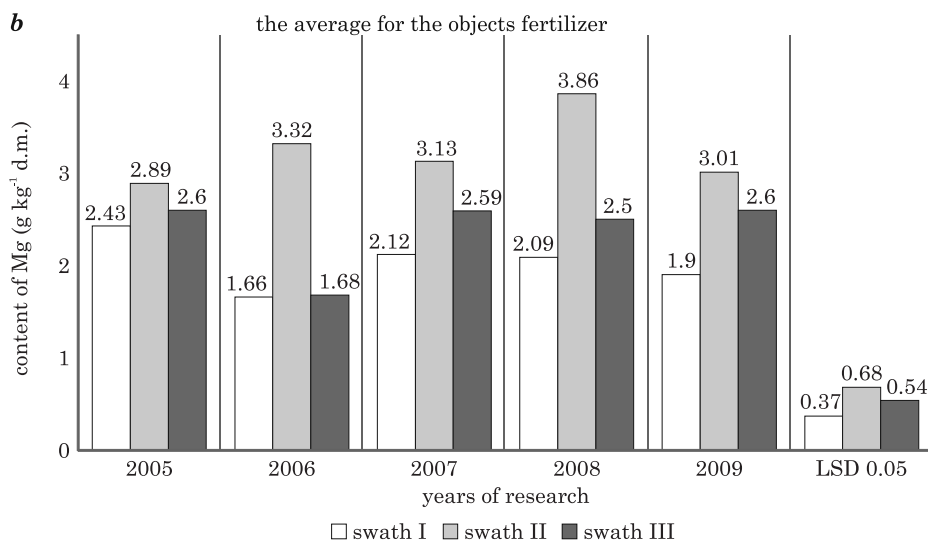 b
the average for the objects fertilizer
content of Mg (g kg⁻¹ d.m.)
4
3
2
1
0
2.43 2.89 2.6
1.66 3.32 1.68
2.12 3.13 2.59
2.09 3.86 2.5
1.9 3.01 2.6
0.37 0.68 0.54
2005 2006 2007 2008 2009 LSD 0.05
years of research
swath I swath II swath III